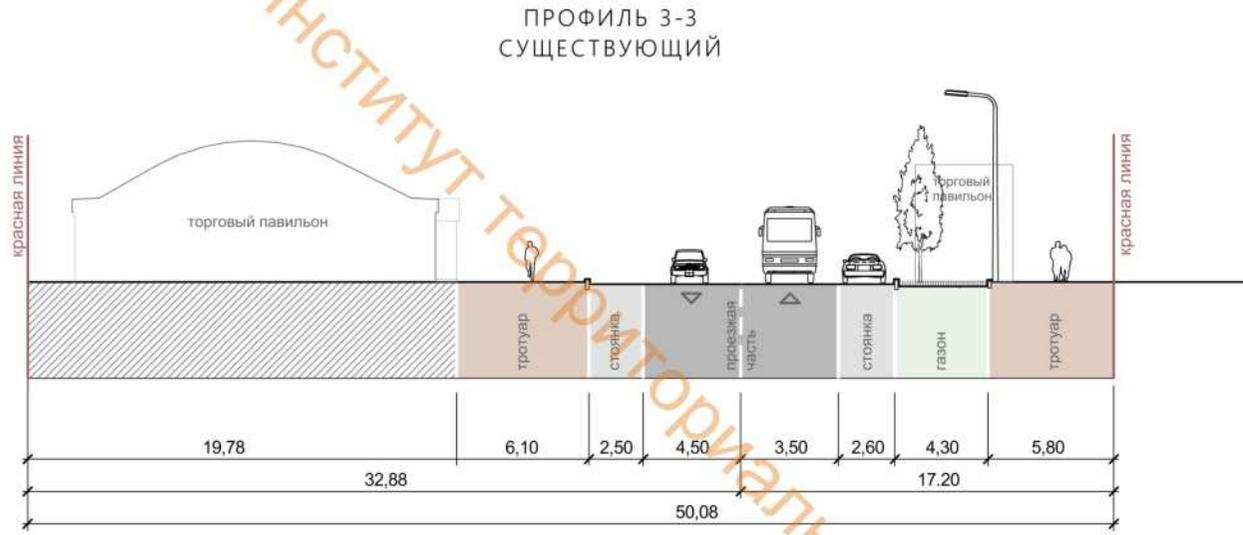 ПРОФИЛЬ 3-3
СУЩЕСТВУЮЩИЙ
институт территориаль
красная линия
торговый павильон
торговый
павильон
красная линия
тротуар
стоянка
проезжая
часть
стоянка
газон
тротуар
19,78
6,10
2,50
4,50
3,50
2,60
4,30
5,80
32,88
17.20
50,08